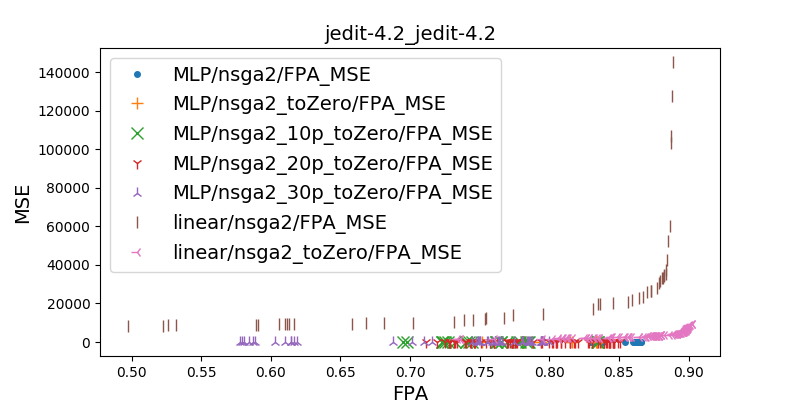 jedit-4.2_jedit-4.2
MLP/nsga2/FPA_MSE
MLP/nsga2_toZero/FPA_MSE
MLP/nsga2_10p_toZero/FPA_MSE
MLP/nsga2_20p_toZero/FPA_MSE
MLP/nsga2_30p_toZero/FPA_MSE
linear/nsga2/FPA_MSE
linear/nsga2_toZero/FPA_MSE
MSE
140000
120000
100000
80000
60000
40000
20000
0
0.50 0.55 0.60 0.65 0.70 0.75 0.80 0.85 0.90
FPA